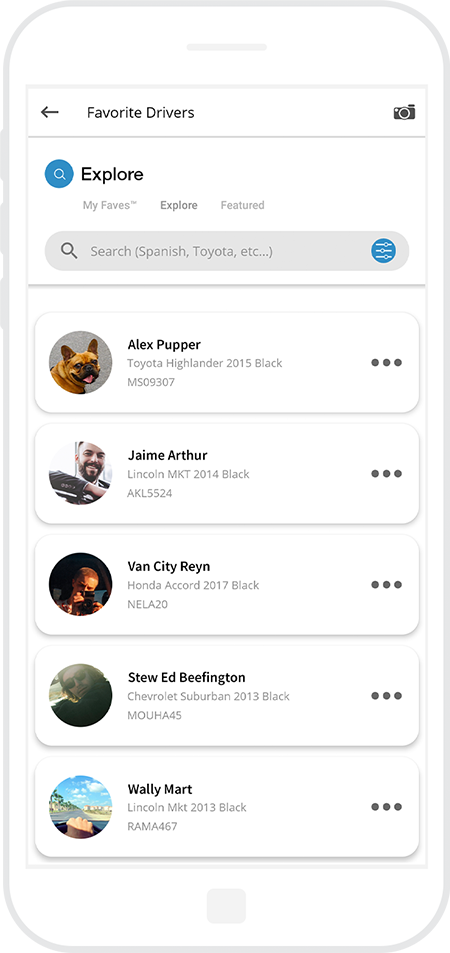 Favorite Drivers
Explore
My Faves™ Explore Featured
Search (Spanish, Toyota, etc...)
Alex Pupper
Toyota Highlander 2015 Black
MS09307
Jaime Arthur
Lincoln MKT 2014 Black
AKL5524
Van City Reyn
Honda Accord 2017 Black
NELA20
Stew Ed Beefington
Chevrolet Suburban 2013 Black
MOUHA45
Wally Mart
Lincoln Mkt 2013 Black
RAMA467